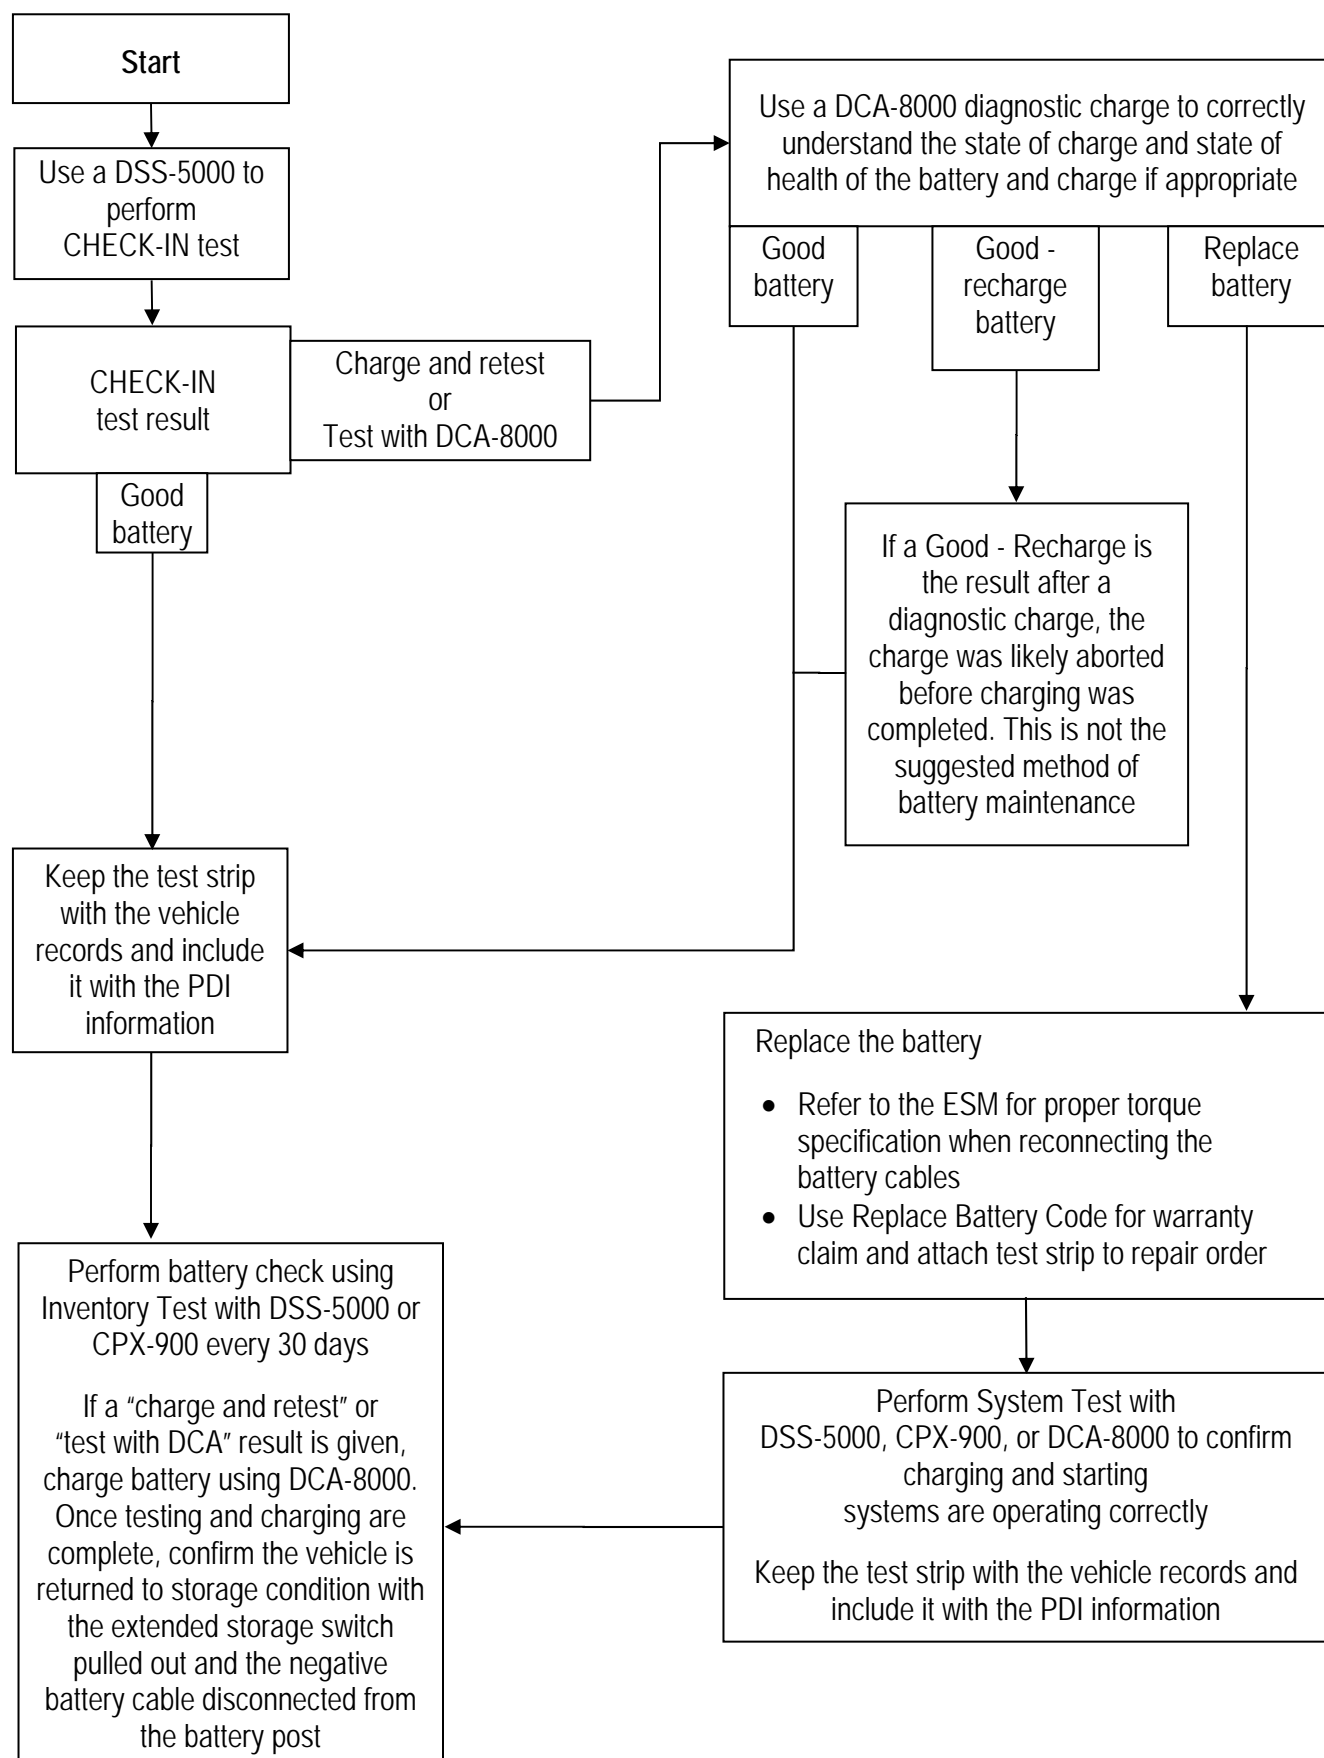 Start
Use a DSS-5000 to
perform
CHECK-IN test
CHECK-IN
test result
Charge and retest
or
Test with DCA-8000
Good
battery
Use a DCA-8000 diagnostic charge to correctly
understand the state of charge and state of
health of the battery and charge if appropriate
Good
battery
Good -
recharge
battery
Replace
battery
If a Good - Recharge is
the result after a
diagnostic charge, the
charge was likely aborted
before charging was
completed. This is not the
suggested method of
battery maintenance
Keep the test strip
with the vehicle
records and include
it with the PDI
information
Replace the battery
• Refer to the ESM for proper torque
specification when reconnecting the
battery cables
• Use Replace Battery Code for warranty
claim and attach test strip to repair order
Perform System Test with
DSS-5000, CPX-900, or DCA-8000 to confirm
charging and starting
systems are operating correctly
Keep the test strip with the vehicle records and
include it with the PDI information
Perform battery check using
Inventory Test with DSS-5000 or
CPX-900 every 30 days
If a “charge and retest” or
“test with DCA” result is given,
charge battery using DCA-8000.
Once testing and charging are
complete, confirm the vehicle is
returned to storage condition with
the extended storage switch
pulled out and the negative
battery cable disconnected from
the battery post